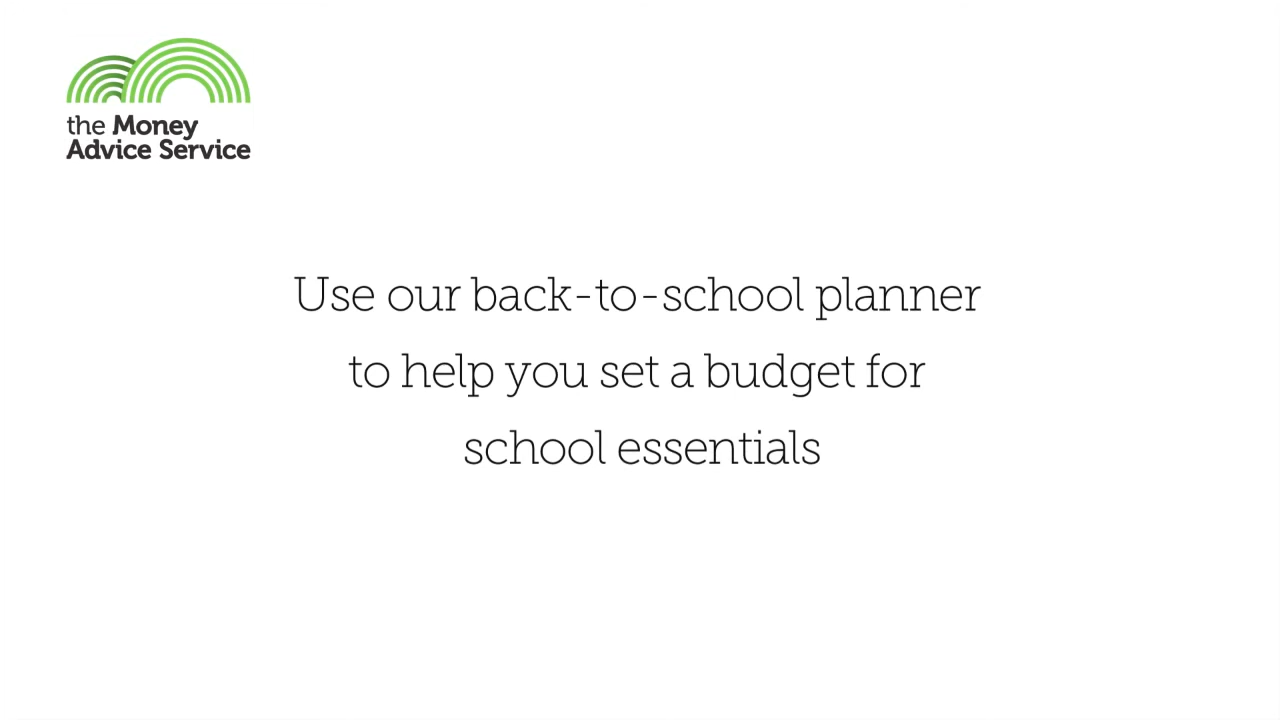 the Money
Advice Service
Use our back-to-school planner
to help you set a budget for
school essentials